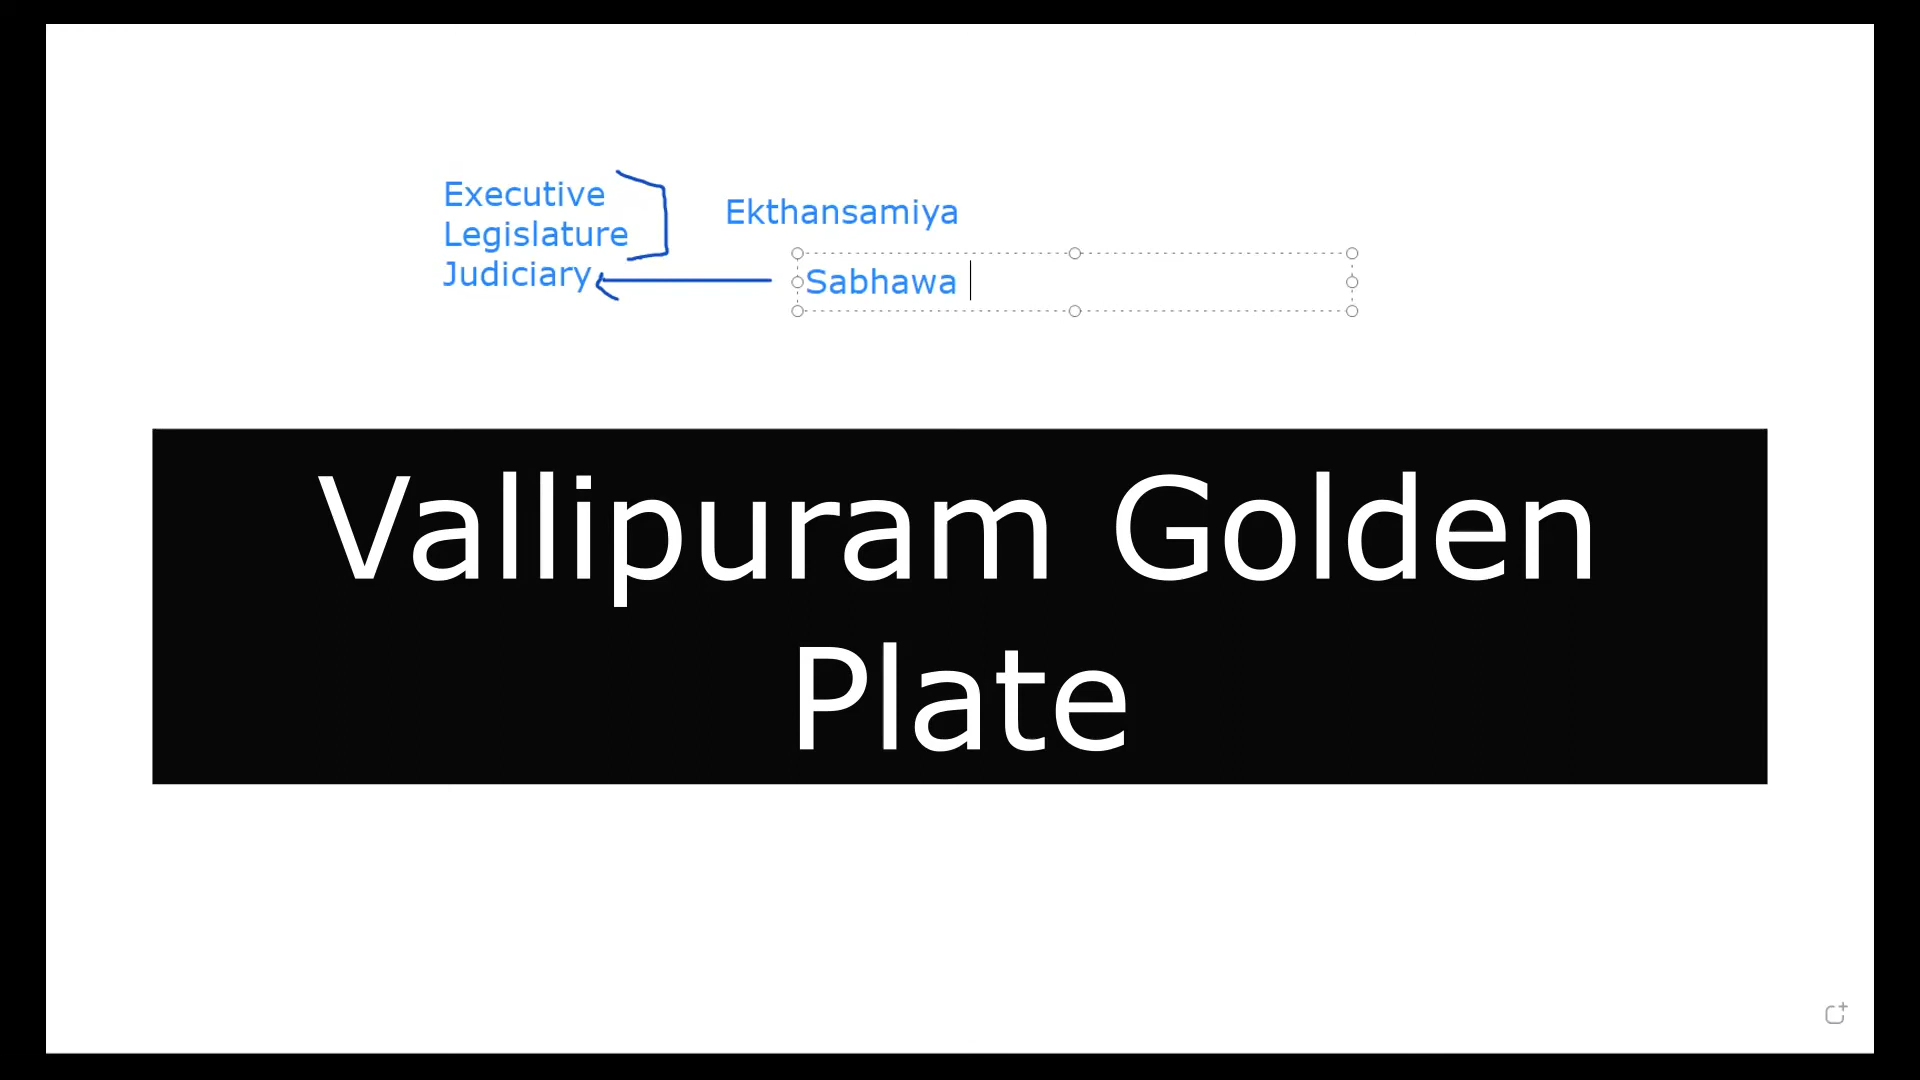 Executive
Legislature
Judiciary
Ekthansamiya
Sabhawa
Vallipuram Golden
Plate